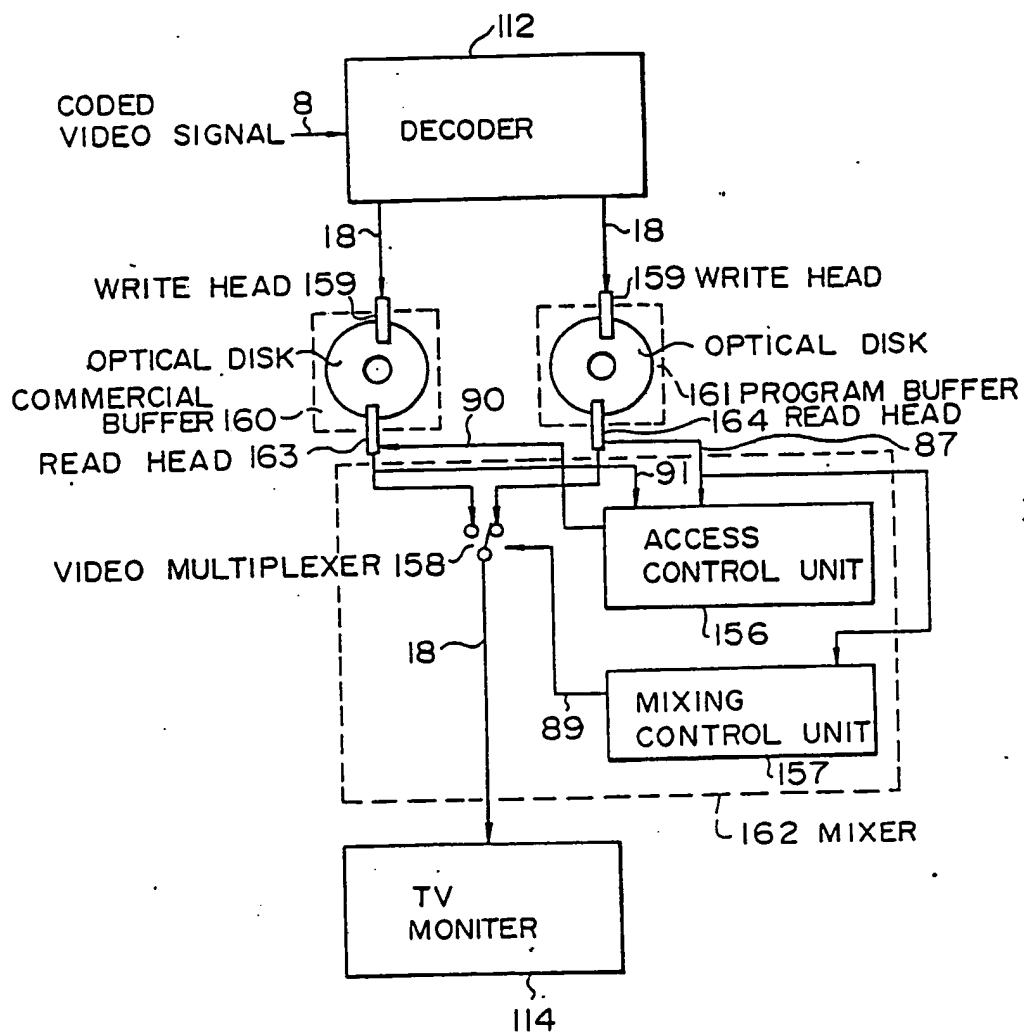 112
CODED
VIDEO SIGNAL
8
DECODER
18
18
WRITE HEAD 159
159 WRITE HEAD
OPTICAL DISK
OPTICAL DISK
COMMERCIAL
BUFFER 160
161 PROGRAM BUFFER
90
164 READ HEAD
READ HEAD 163
87
91
ACCESS
CONTROL UNIT
VIDEO MULTIPLEXER 158
156
18
MIXING
CONTROL UNIT
89
157
162 MIXER
TV
MONITER
114